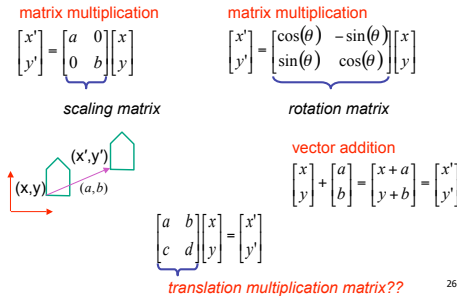 matrix multiplication
[x' y'] = [a 0 0 b] [x y]
scaling matrix
matrix multiplication
[x' y'] = [cos(θ) −sin(θ) sin(θ) cos(θ)] [x y]
rotation matrix
(x',y')
(x,y)
(a,b)
vector addition
[x y] + [a b] = [x + a y + b] = [x' y']
[a b c d] [x y] = [x' y']
translation multiplication matrix??
26